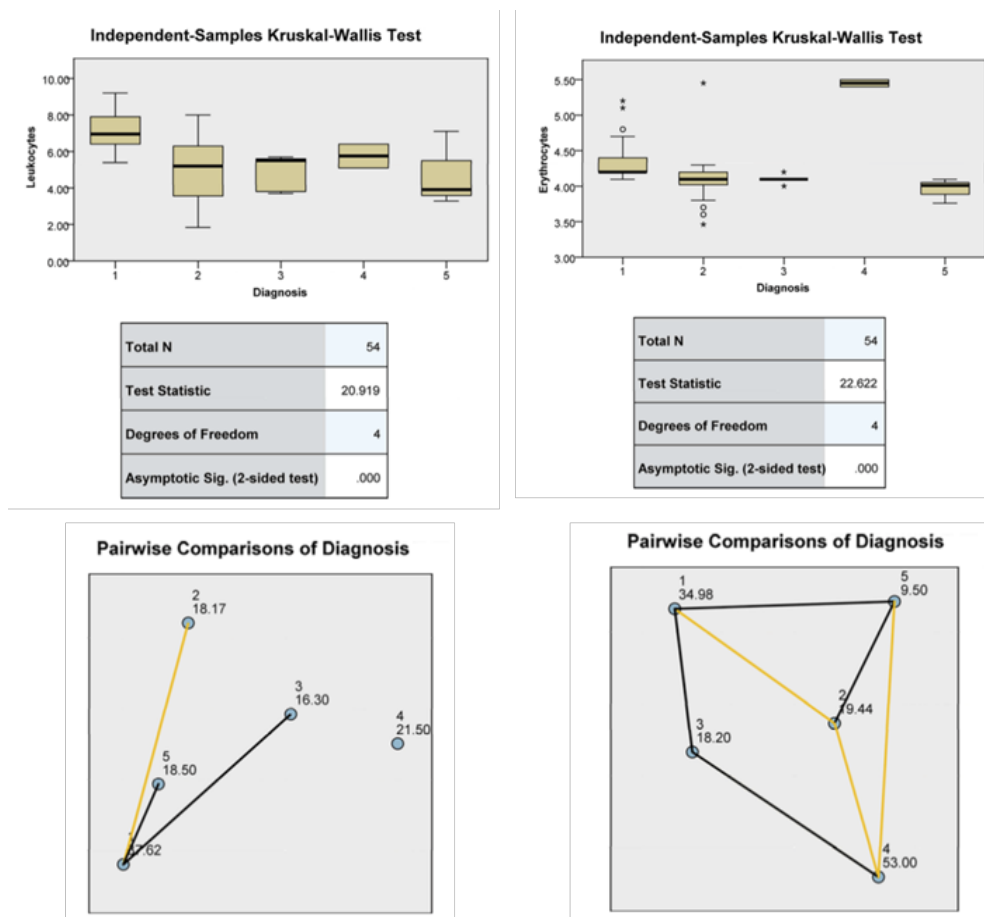 Independent-Samples Kruskal-Wallis Test
10.00
8.00
6.00
4.00
2.00
0.00
Leukocytes
1 2 3 4 5
Diagnosis
Total N 54
Test Statistic 20.919
Degrees of Freedom 4
Asymptotic Sig. (2-sided test) .000
Independent-Samples Kruskal-Wallis Test
5.50
5.00
4.50
4.00
3.50
3.00
Erythrocytes
1 2 3 4 5
Diagnosis
Total N 54
Test Statistic 22.622
Degrees of Freedom 4
Asymptotic Sig. (2-sided test) .000
Pairwise Comparisons of Diagnosis
2
18.17
3
16.30
4
21.50
5
18.50
1
37.62
Pairwise Comparisons of Diagnosis
1
34.98
5
9.50
2
19.44
3
18.20
4
53.00